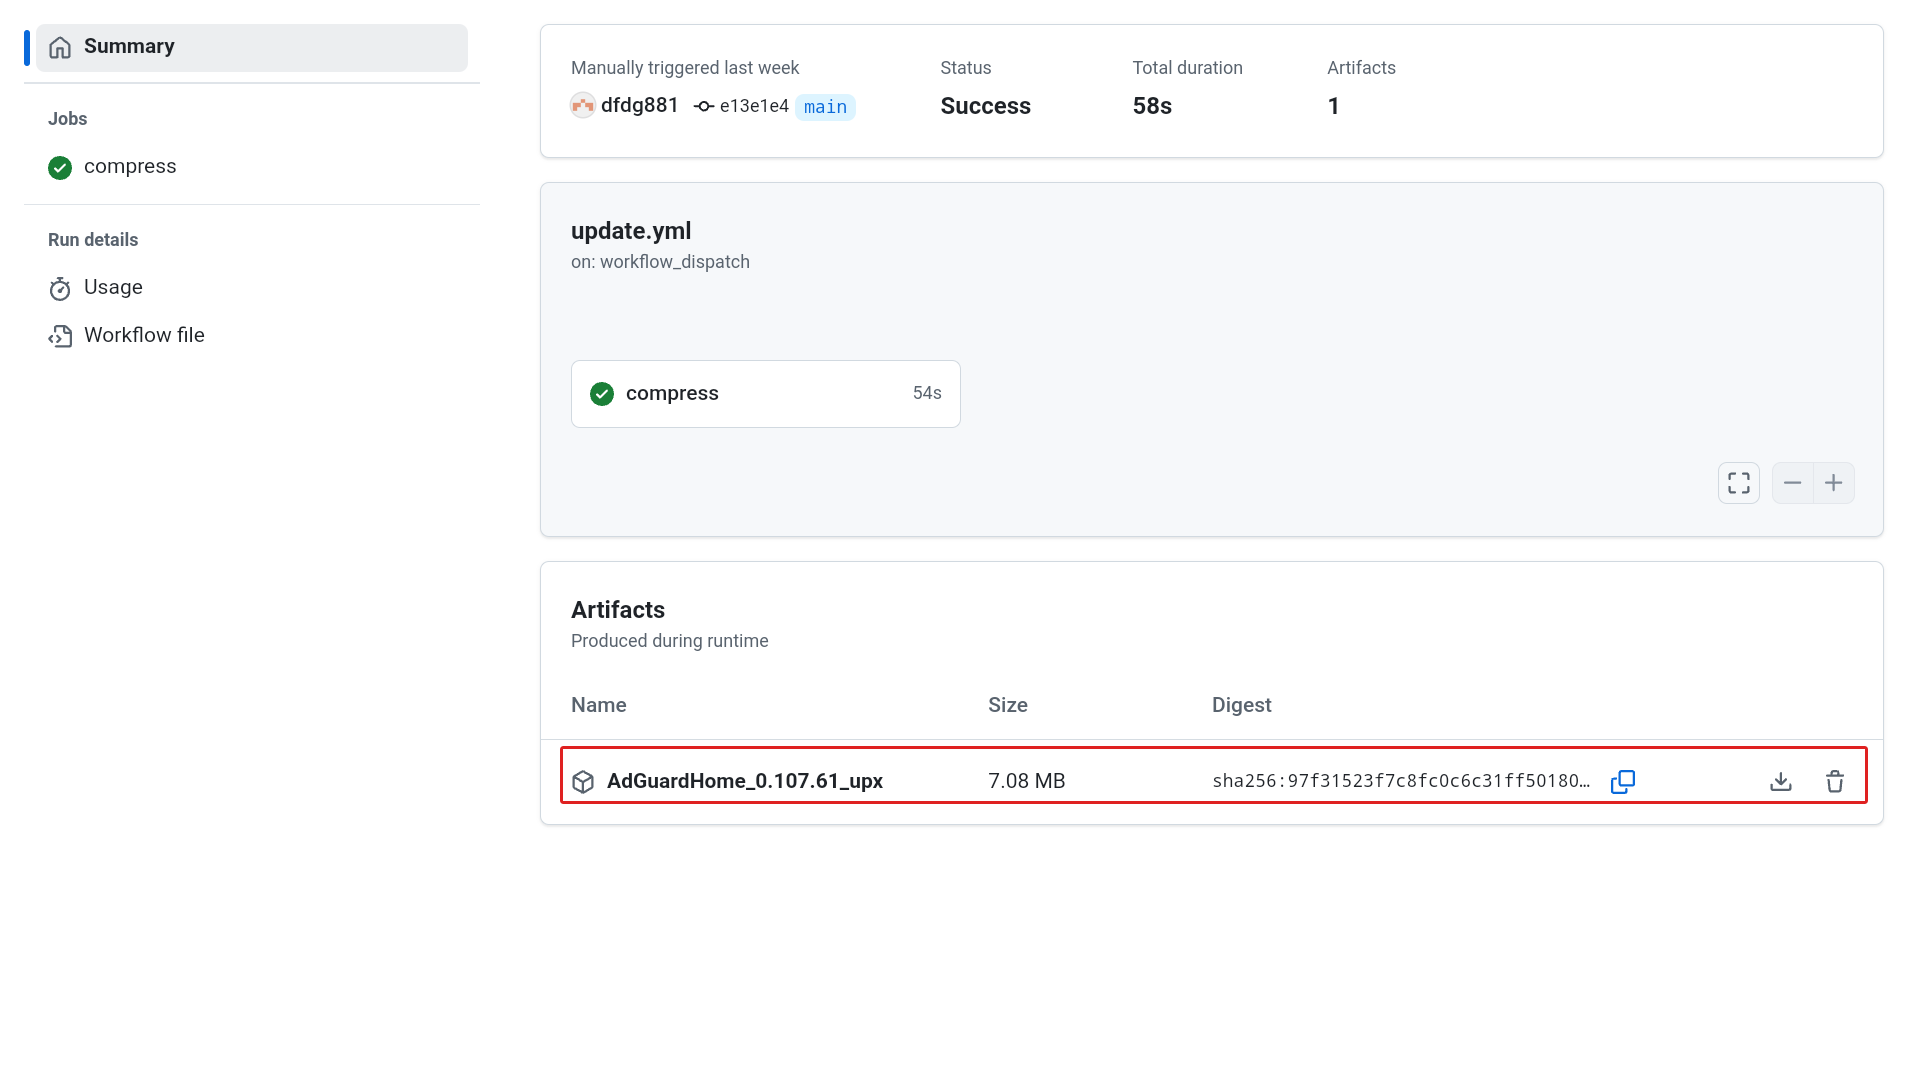 Summary
Jobs
compress
Run details
Usage
Workflow file
Manually triggered last week
dfdg881 e13e1e4 main
Status
Success
Total duration
58s
Artifacts
1
update.yml
on: workflow_dispatch
compress 54s
Artifacts
Produced during runtime
Name Size Digest
AdGuardHome_0.107.61_upx 7.08 MB sha256:97f31523f7c8fc0c6c31ff50180…